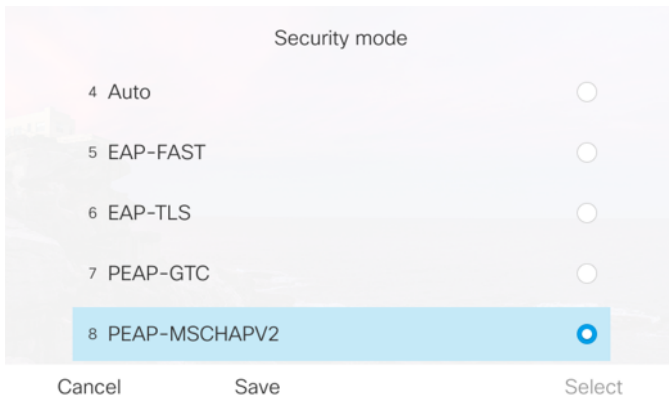 Security mode
4 Auto
5 EAP-FAST
6 EAP-TLS
7 PEAP-GTC
8 PEAP-MSCHAPV2
Cancel Save Select